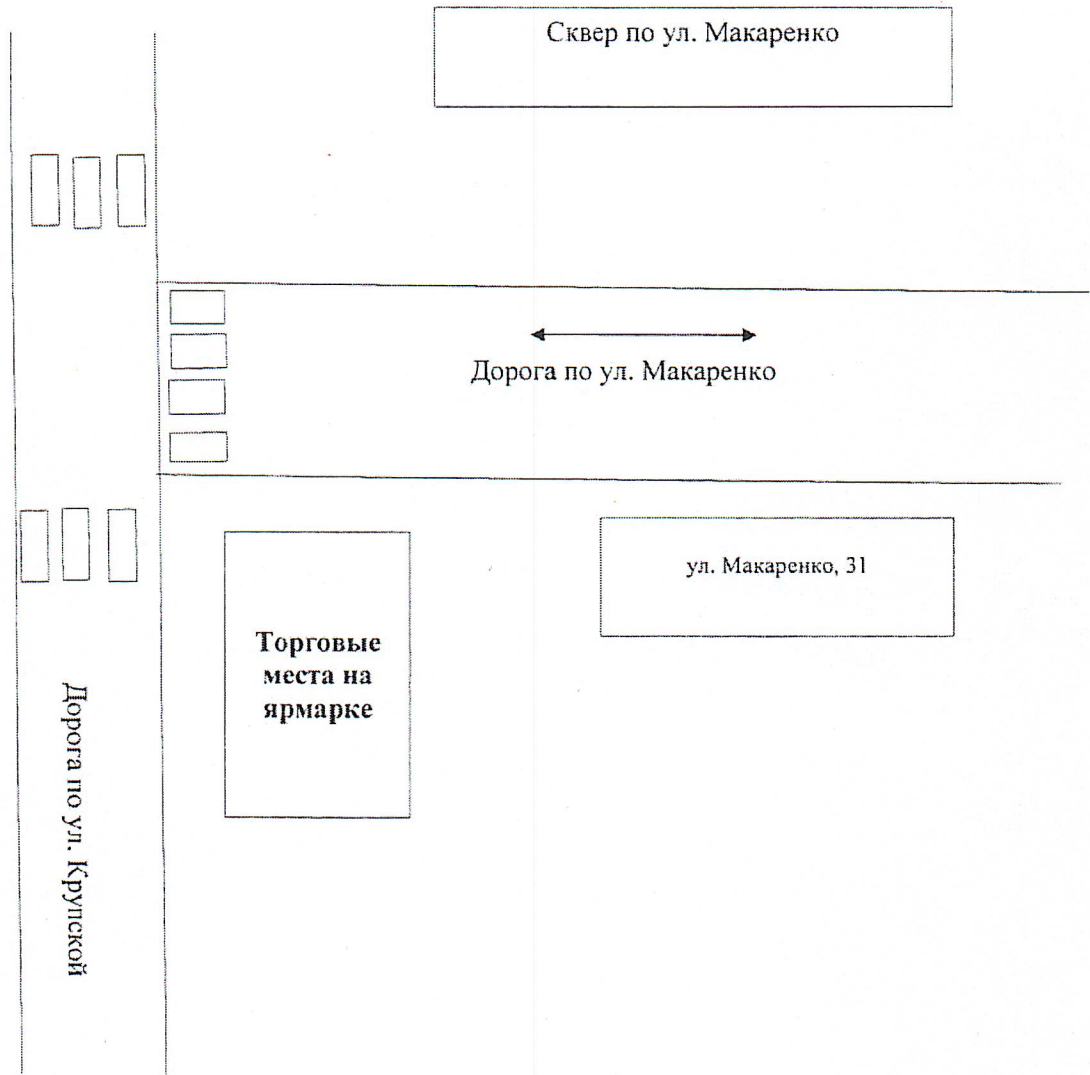 Сквер по ул. Макаренко
Дорога по ул. Макаренко
ул. Макаренко, 31
Торговые
места на
ярмарке
Дорога по ул. Крупской